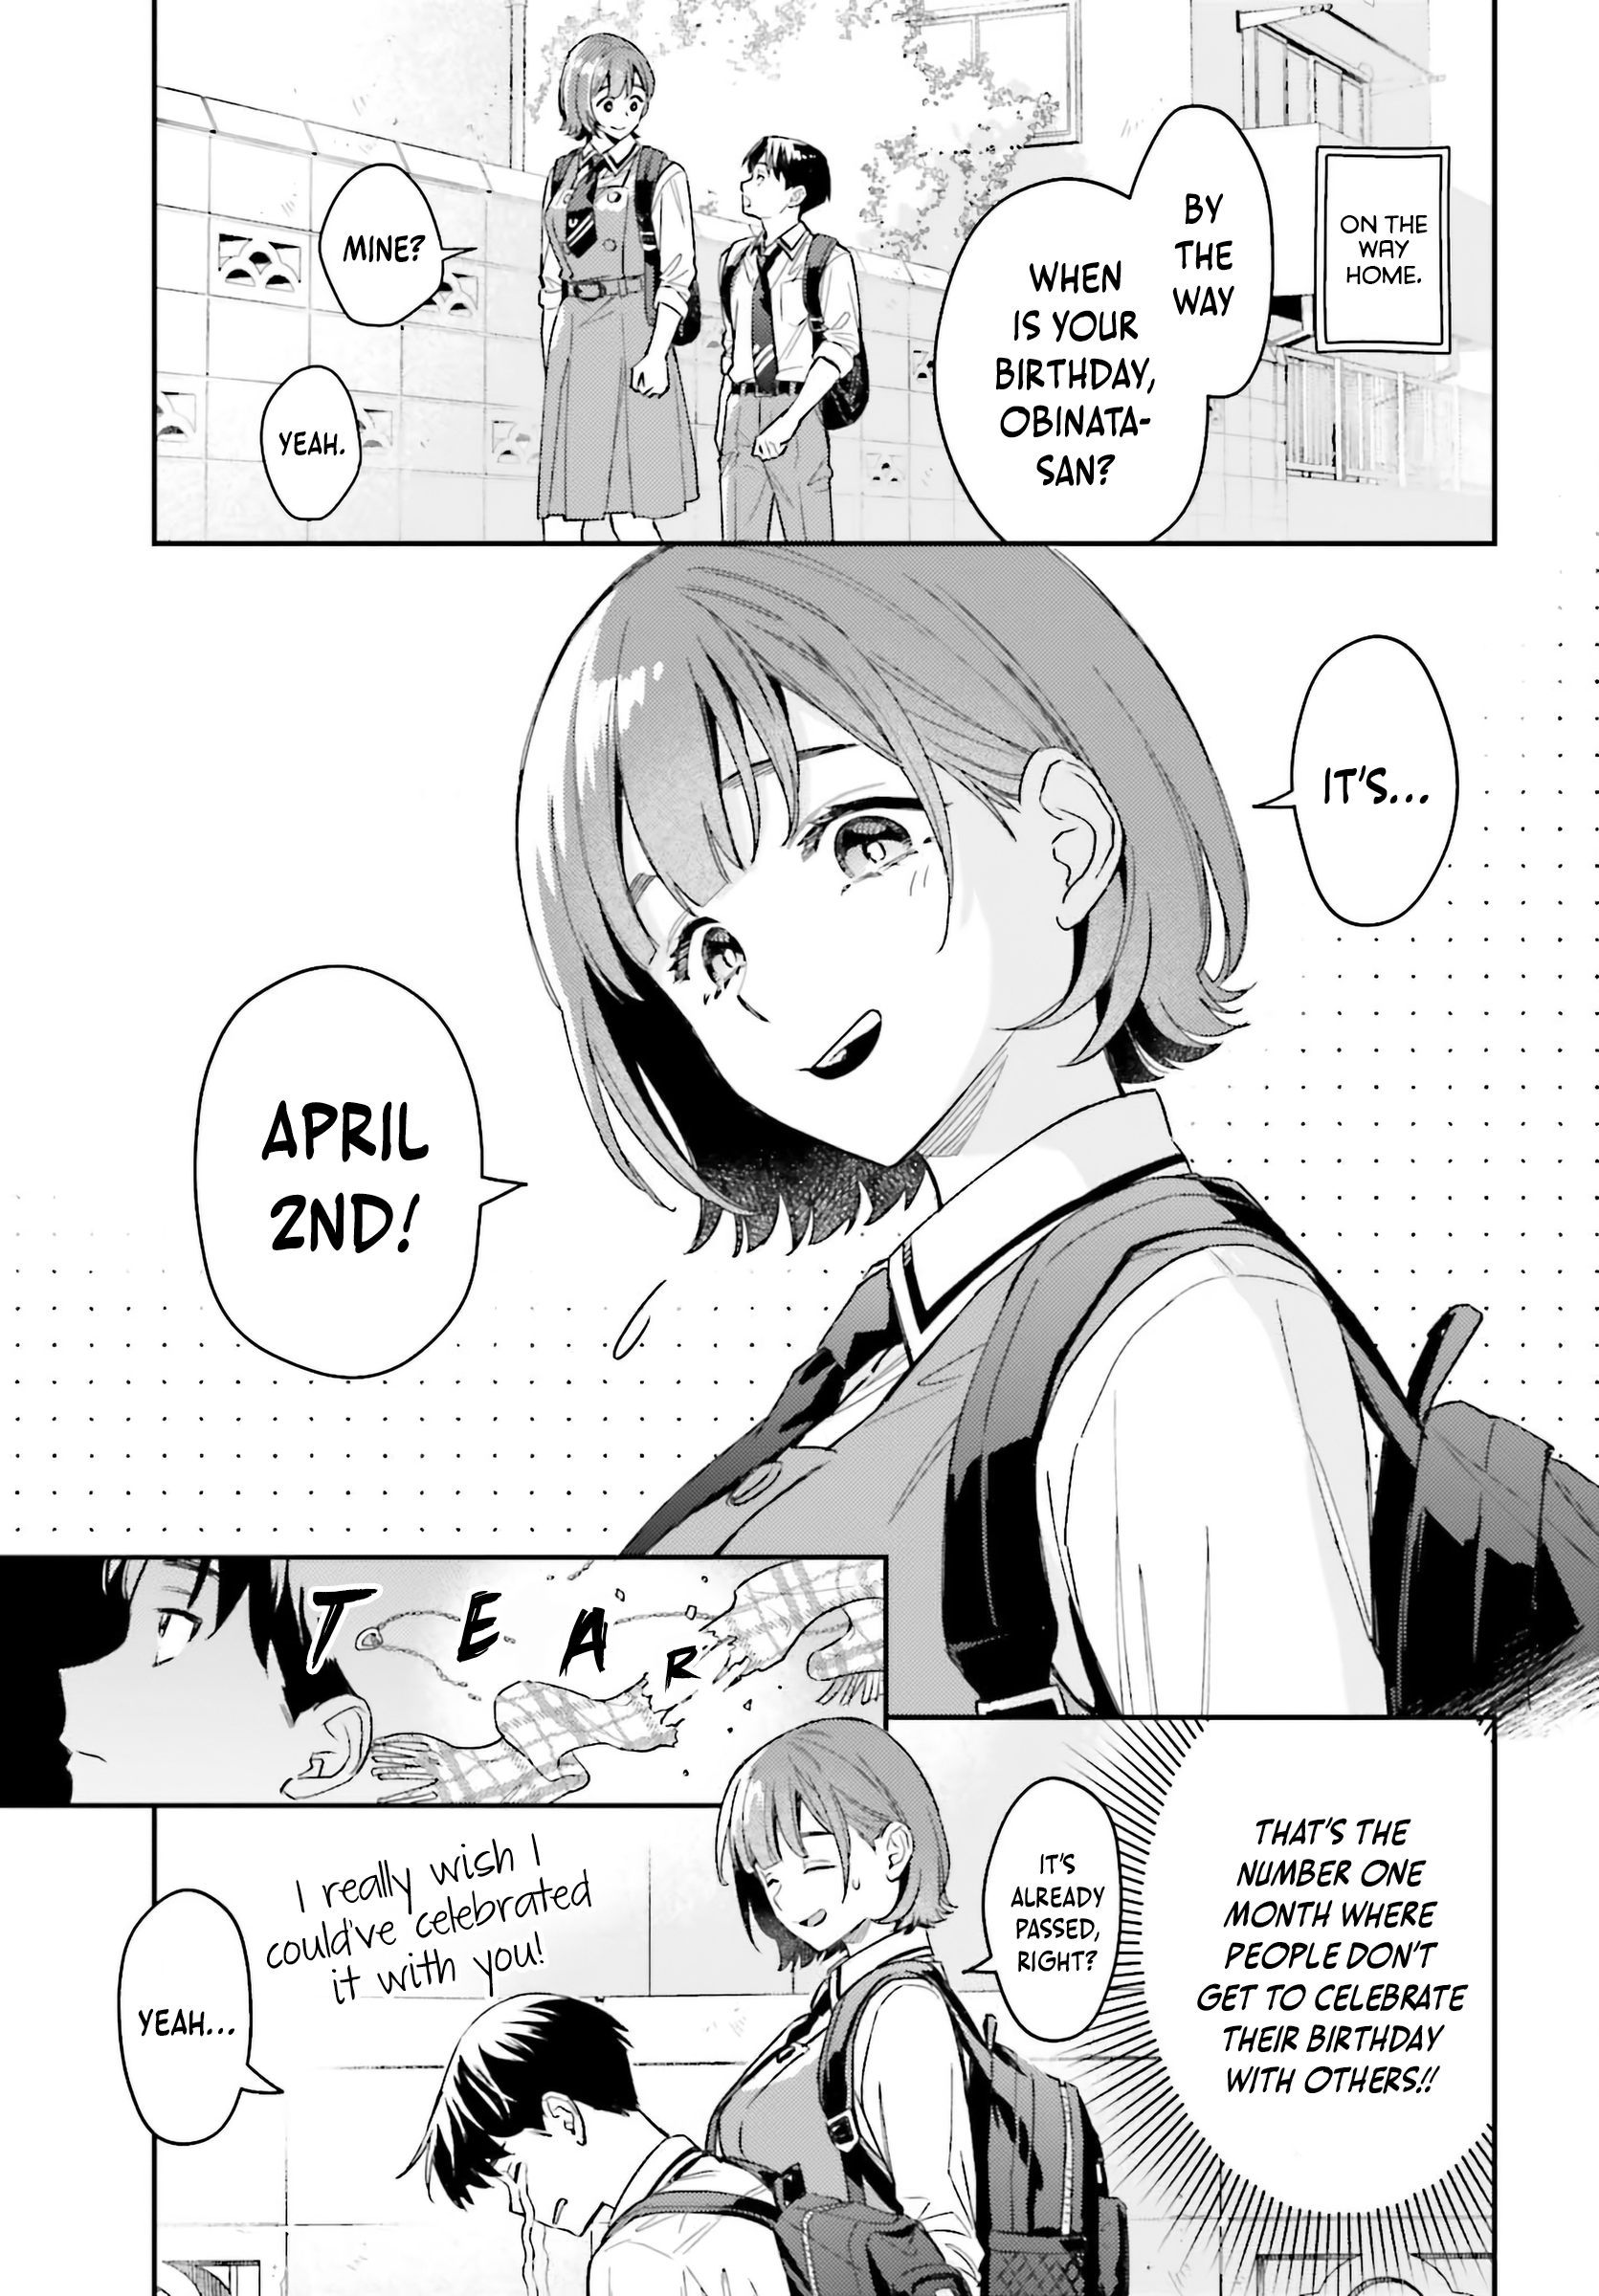 ON THE
WAY
HOME.
BY
THE
WAY
WHEN
IS YOUR
BIRTHDAY,
OBINATA-
SAN?
MINE?
YEAH.
IT'S...
APRIL
2ND!
TEAR
THAT'S THE
NUMBER ONE
MONTH WHERE
PEOPLE DON'T
GET TO CELEBRATE
THEIR BIRTHDAY
WITH OTHERS!!
IT'S
ALREADY
PASSED,
RIGHT?
I really wish I
could've celebrated
it with you!
YEAH...